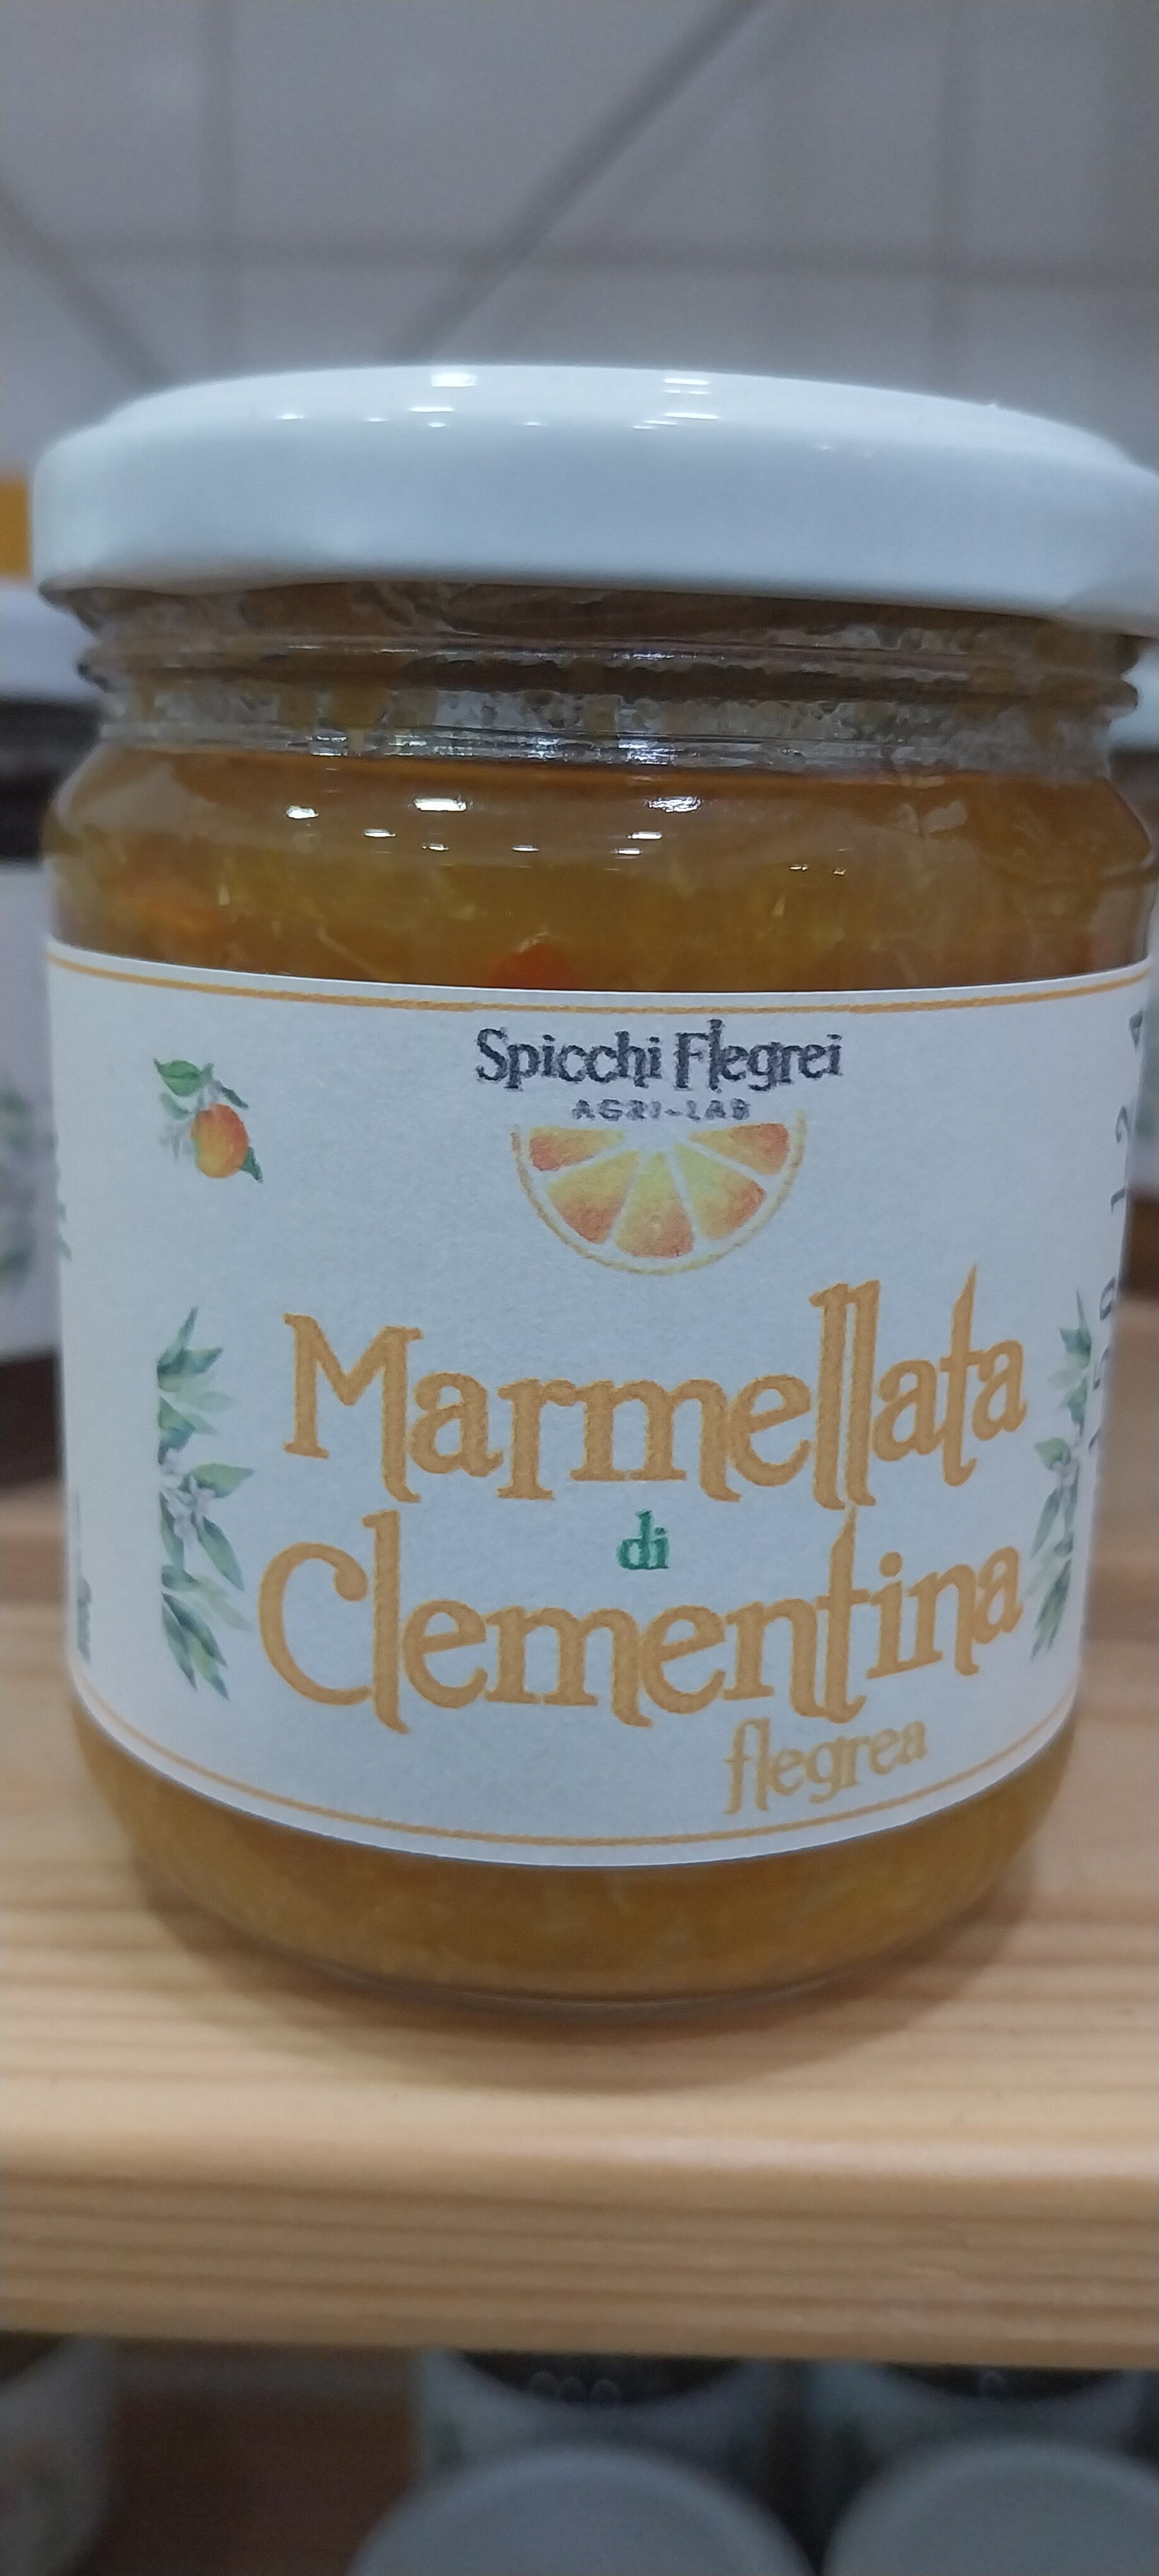 Spicchi Flegrei
AGRI-LAB
Marmellata
di
Clementina
flegrea